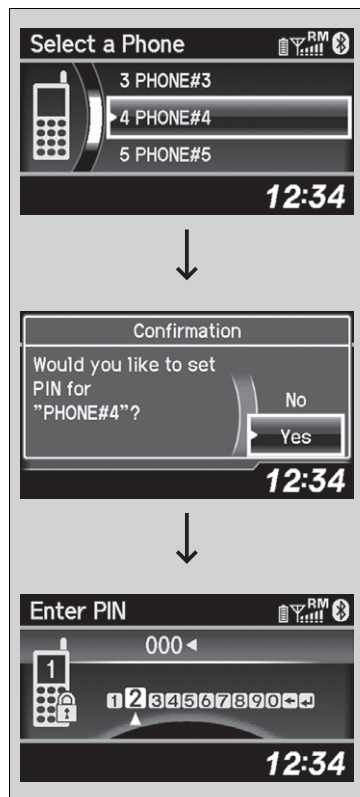 Select a Phone RM
3 PHONE#3
4 PHONE#4
5 PHONE#5
12:34
Confirmation
Would you like to set
PIN for
"PHONE#4"?
No
Yes
12:34
Enter PIN RM
000
1
1234567890
12:34